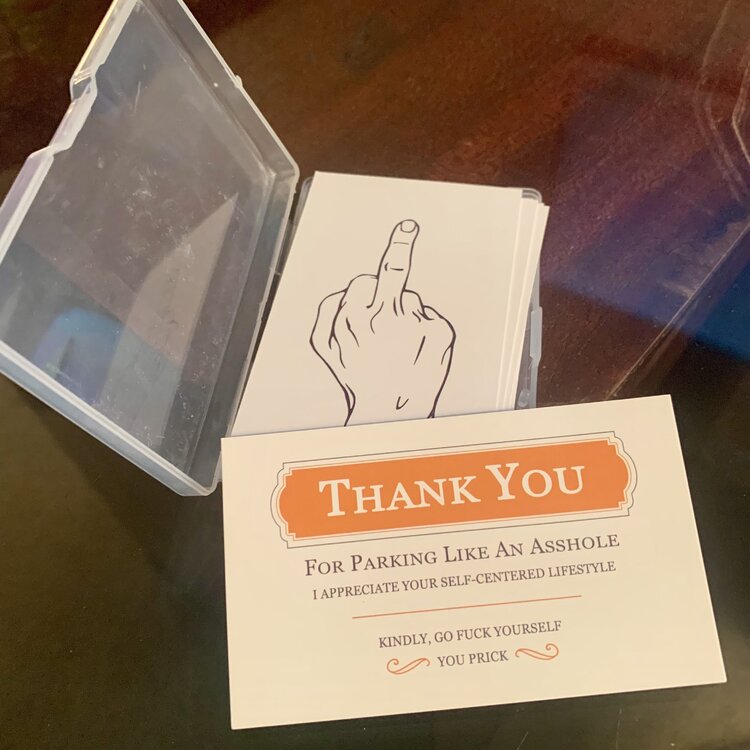 Thank You
For Parking Like An Asshole
I APPRECIATE YOUR SELF-CENTERED LIFESTYLE
KINDLY, GO FUCK YOURSELF
YOU PRICK